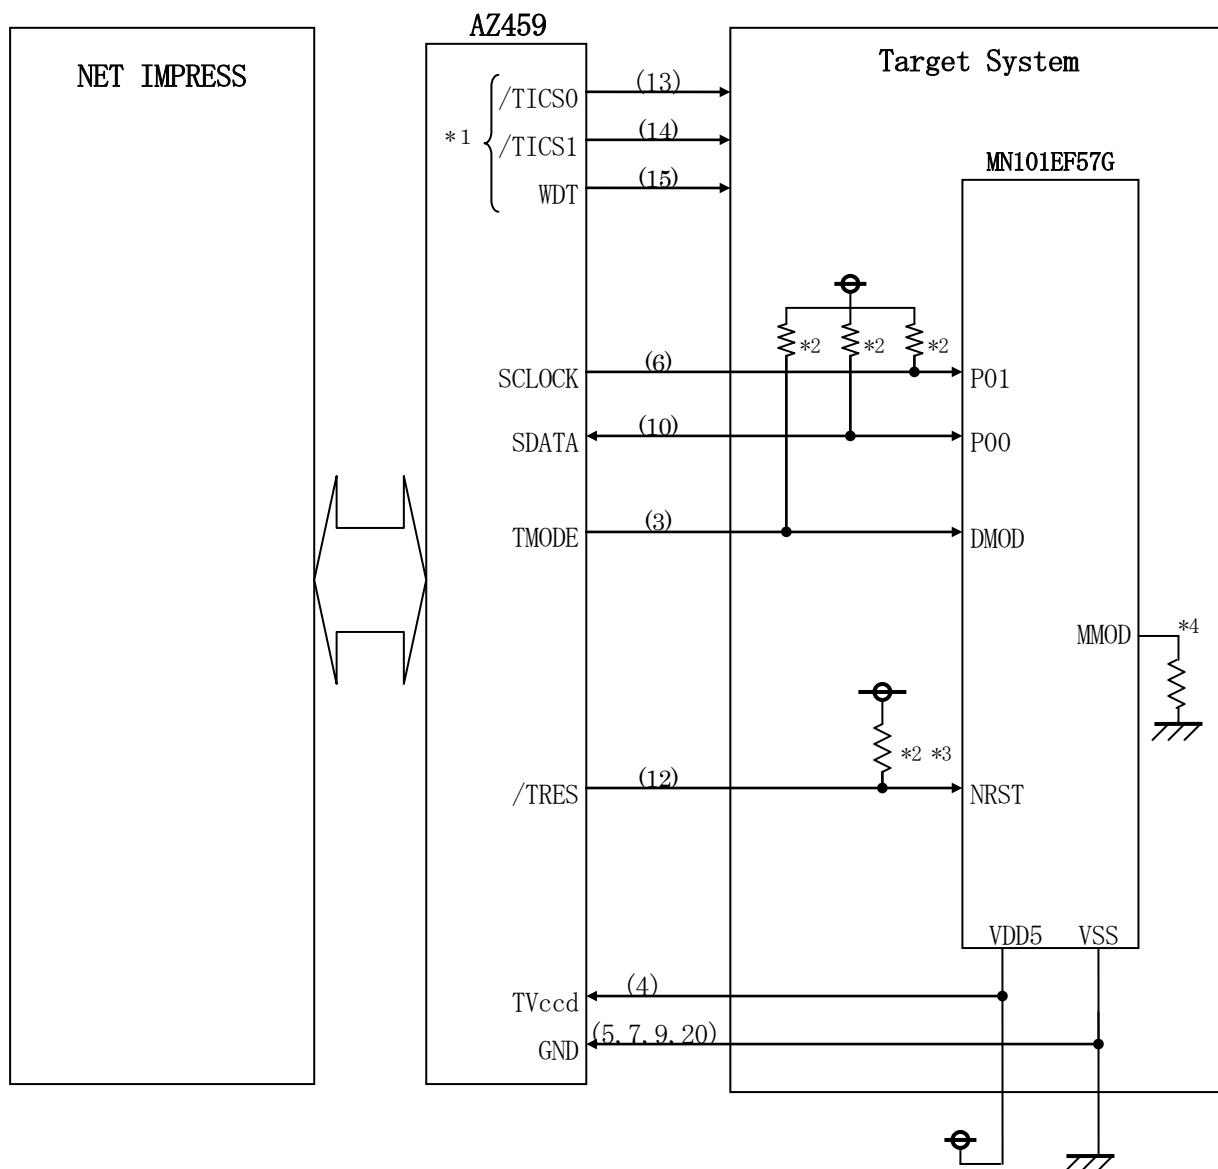 AZ459
NET IMPRESS
Target System
/TICS0 (13)
*1 /TICS1 (14)
WDT (15)
MN101EF57G
*2 *2 *2
SCLOCK (6) P01
SDATA (10) P00
TMODE (3) DMOD
MMOD *4
*2 *3
/TRES (12) NRST
VDD5 VSS
TVccd (4)
GND (5,7,9,20)